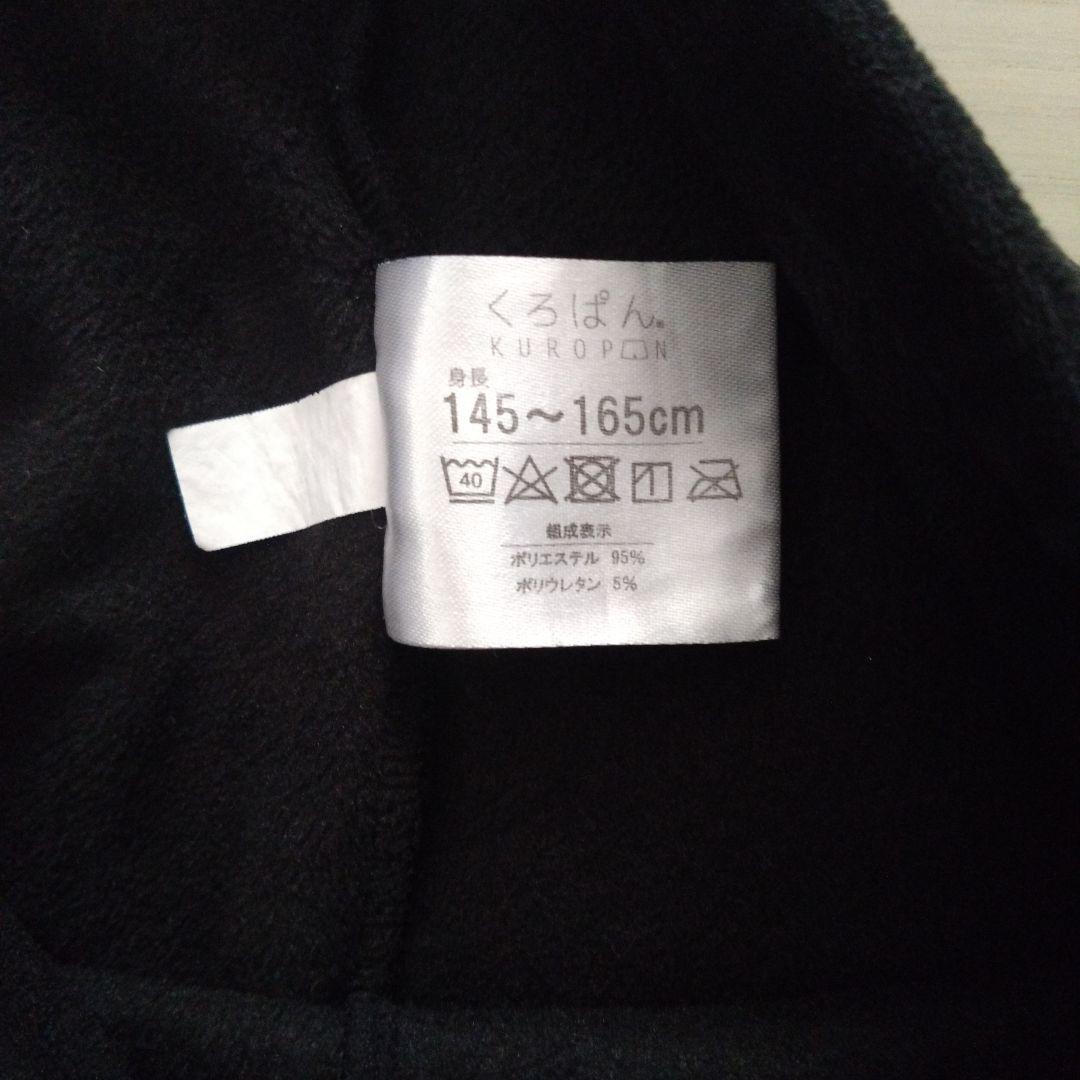 くろぱん®
KUROPAN
身長
145～165cm
40
組成表示
ポリエステル 95%
ポリウレタン 5%